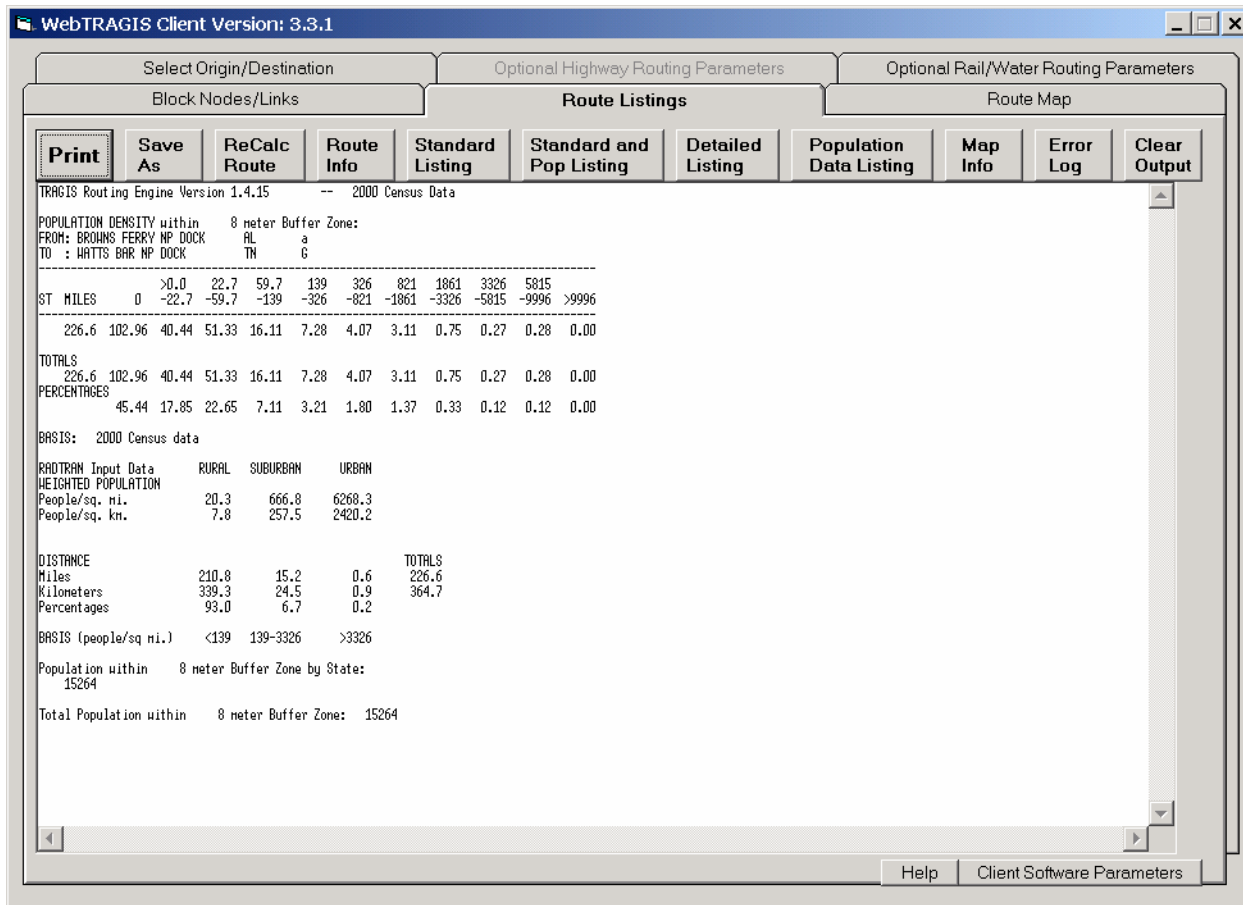 WebTRAGIS Client Version: 3.3.1
Select Origin/Destination
Optional Highway Routing Parameters
Optional Rail/Water Routing Parameters
Block Nodes/Links
Route Listings
Route Map
Print
Save As
ReCalc Route
Route Info
Standard Listing
Standard and Pop Listing
Detailed Listing
Population Data Listing
Map Info
Error Log
Clear Output
TRAGIS Routing Engine Version 1.4.15 -- 2000 Census Data
POPULATION DENSITY within 8 meter Buffer Zone:
FROM: BROWNS FERRY NP DOCK AL a
TO : WATTS BAR NP DOCK TN G
>0.0 22.7 59.7 139 326 821 1861 3326 5815
ST MILES 0 -22.7 -59.7 -139 -326 -821 -1861 -3326 -5815 -9996 >9996
226.6 102.96 40.44 51.33 16.11 7.28 4.07 3.11 0.75 0.27 0.28 0.00
TOTALS
226.6 102.96 40.44 51.33 16.11 7.28 4.07 3.11 0.75 0.27 0.28 0.00
PERCENTAGES
45.44 17.85 22.65 7.11 3.21 1.80 1.37 0.33 0.12 0.12 0.00
BASIS: 2000 Census data
RADTRAN Input Data RURAL SUBURBAN URBAN
WEIGHTED POPULATION
People/sq. mi. 20.3 666.8 6268.3
People/sq. km. 7.8 257.5 2420.2
DISTANCE TOTALS
Miles 210.8 15.2 0.6 226.6
Kilometers 339.3 24.5 0.9 364.7
Percentages 93.0 6.7 0.2
BASIS (people/sq mi.) <139 139-3326 >3326
Population within 8 meter Buffer Zone by State:
15264
Total Population within 8 meter Buffer Zone: 15264
Help
Client Software Parameters